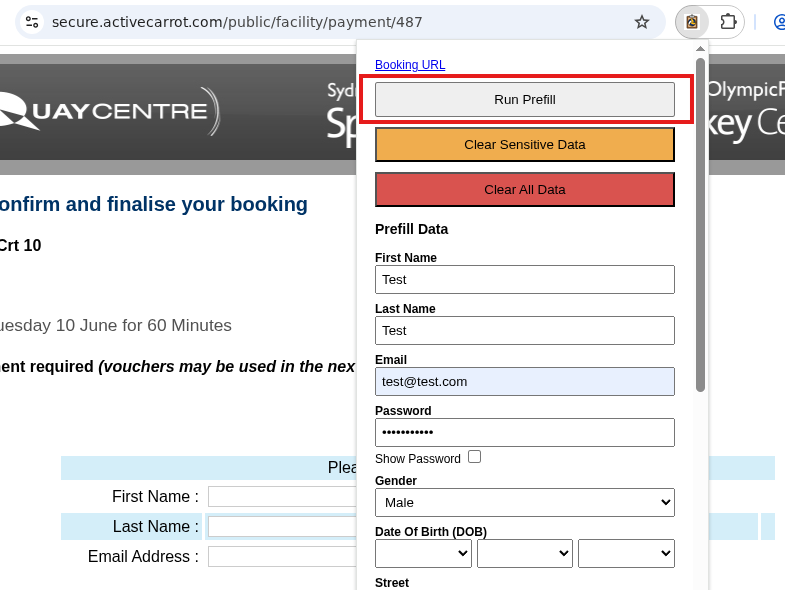 secure.activecarrot.com/public/facility/payment/487
Booking URL
Run Prefill
Clear Sensitive Data
Clear All Data
Prefill Data
First Name
Test
Last Name
Test
Email
test@test.com
Password
•••••••••••
Show Password
Gender
Male
Date Of Birth (DOB)
Street
UAYCENTRE
Syd
Sp
OlympicP
key Ce
onfirm and finalise your booking
Crt 10
uesday 10 June for 60 Minutes
ent required (vouchers may be used in the nex
Plea
First Name :
Last Name :
Email Address :